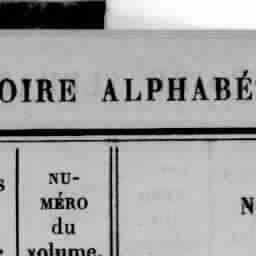 OIRE ALPHABÉ
NU-
MÉRO
du
volume.
N